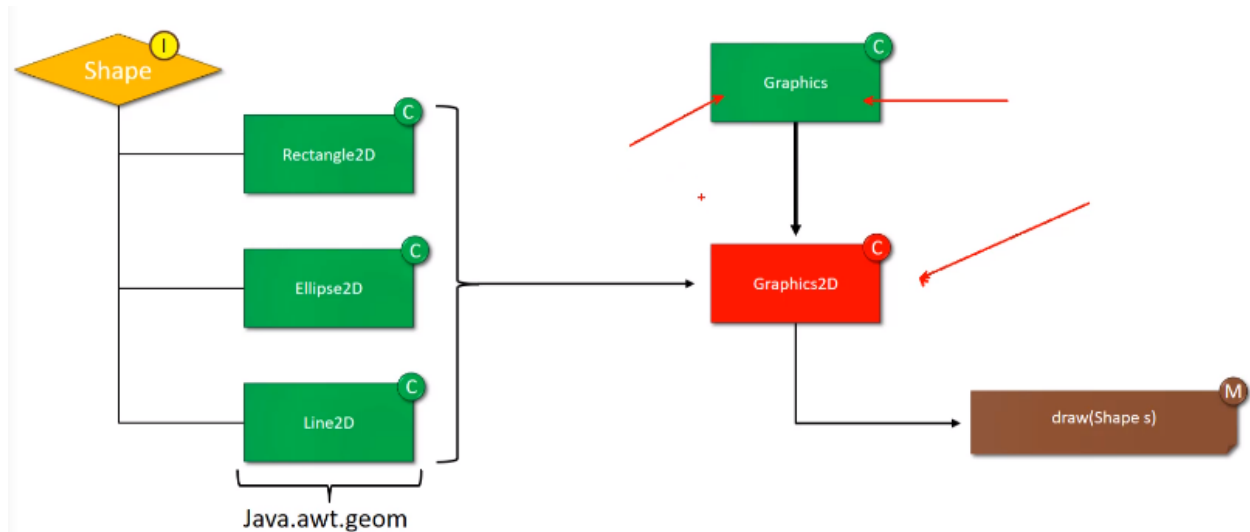 I
Shape
C
Rectangle2D
C
Ellipse2D
C
Line2D
Java.awt.geom
C
Graphics
C
Graphics2D
M
draw(Shape s)